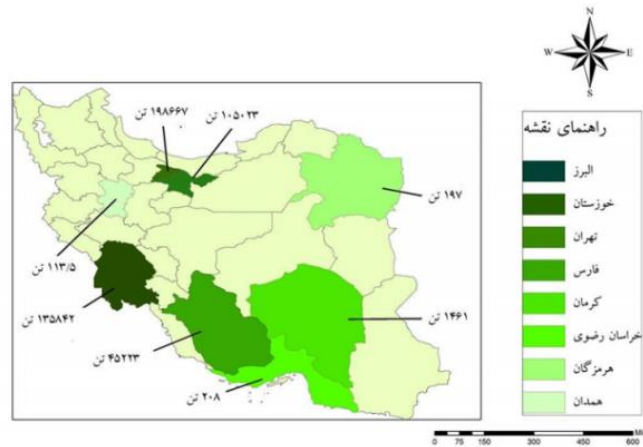 N
W E
S
۱۹۸۶۶۷ تن
۱۰۵۰۲۳ تن
۱۹۷ تن
۱۱۳/۵ تن
۱۳۵۸۴۲ تن
۴۵۲۲۳ تن
۲۰۸ تن
۱۴۶۱ تن
راهنمای نقشه
البرز
خوزستان
تهران
فارس
کرمان
خراسان رضوی
هرمزگان
همدان
0 75 150 300 450 600